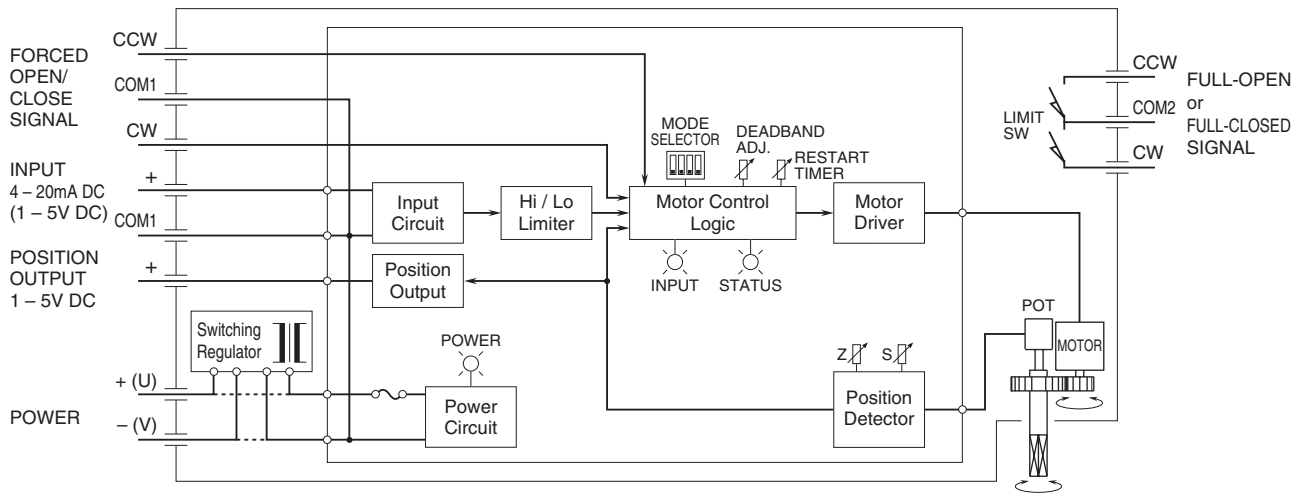 FORCED
OPEN/
CLOSE
SIGNAL
CCW
COM1
CW
INPUT
4 – 20mA DC
(1 – 5V DC)
+
COM1
POSITION
OUTPUT
1 – 5V DC
+
Switching
Regulator
POWER
+ (U)
– (V)
POWER
Power
Circuit
Input
Circuit
Hi / Lo
Limiter
Position
Output
MODE
SELECTOR
DEADBAND
ADJ.
RESTART
TIMER
Motor Control
Logic
INPUT
STATUS
Motor
Driver
Z
S
Position
Detector
POT
MOTOR
LIMIT
SW
CCW
COM2
CW
FULL-OPEN
or
FULL-CLOSED
SIGNAL